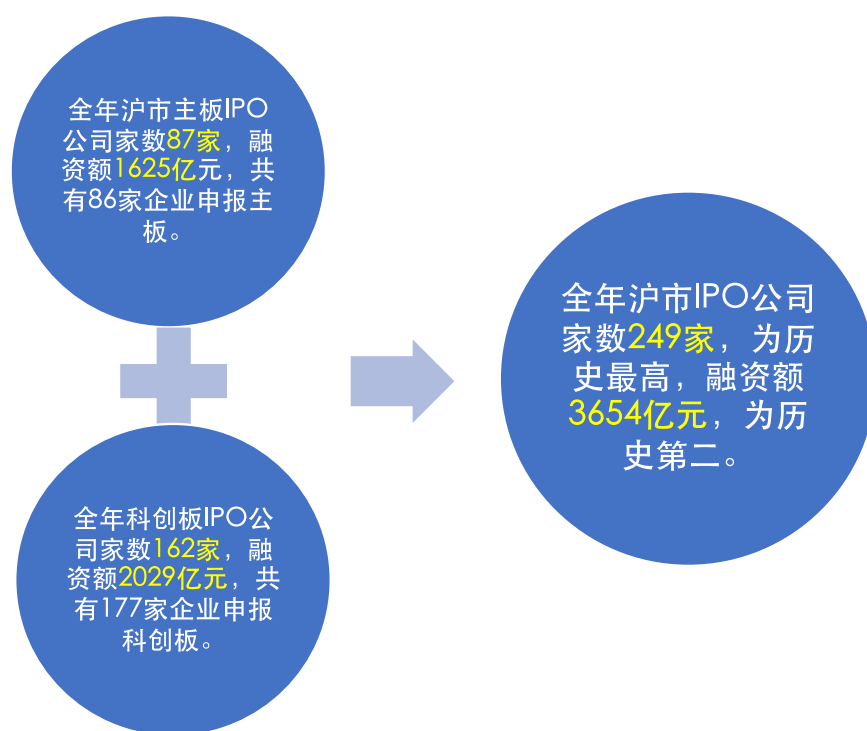 全年沪市主板IPO
公司家数87家，融
资额1625亿元，共
有86家企业申报主
板。
全年科创板IPO公
司家数162家，融
资额2029亿元，共
有177家企业申报
科创板。
全年沪市IPO公司
家数249家，为历
史最高，融资额
3654亿元，为历
史第二。